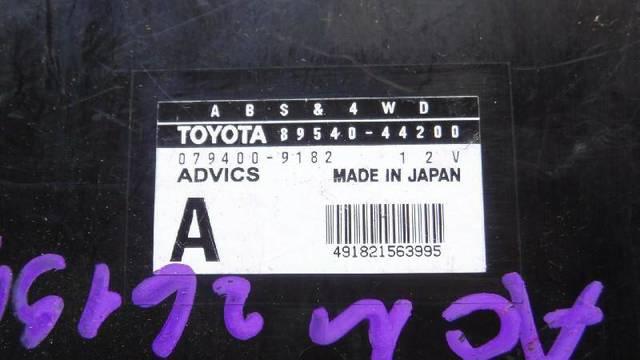 ABS&4WD
TOYOTA 89540-44200
079400-9182 12V
ADVICS MADE IN JAPAN
A
491821563995